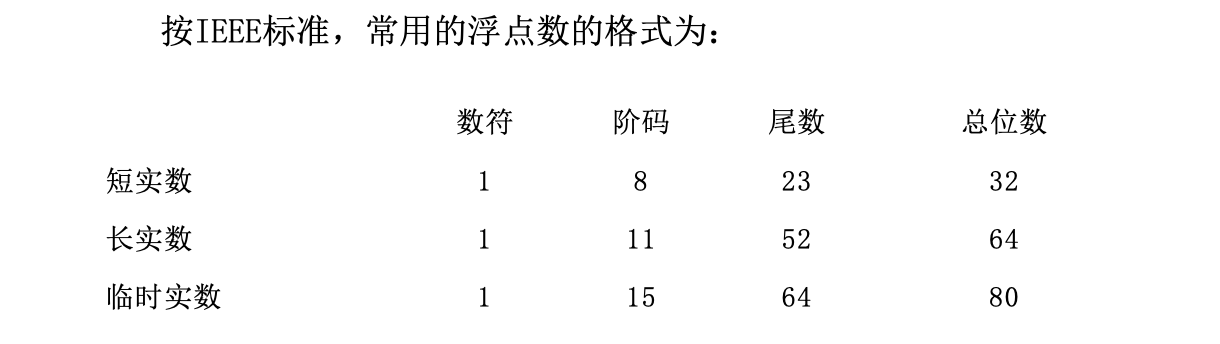 按IEEE标准，常用的浮点数的格式为：
数符 阶码 尾数 总位数
短实数 1 8 23 32
长实数 1 11 52 64
临时实数 1 15 64 80